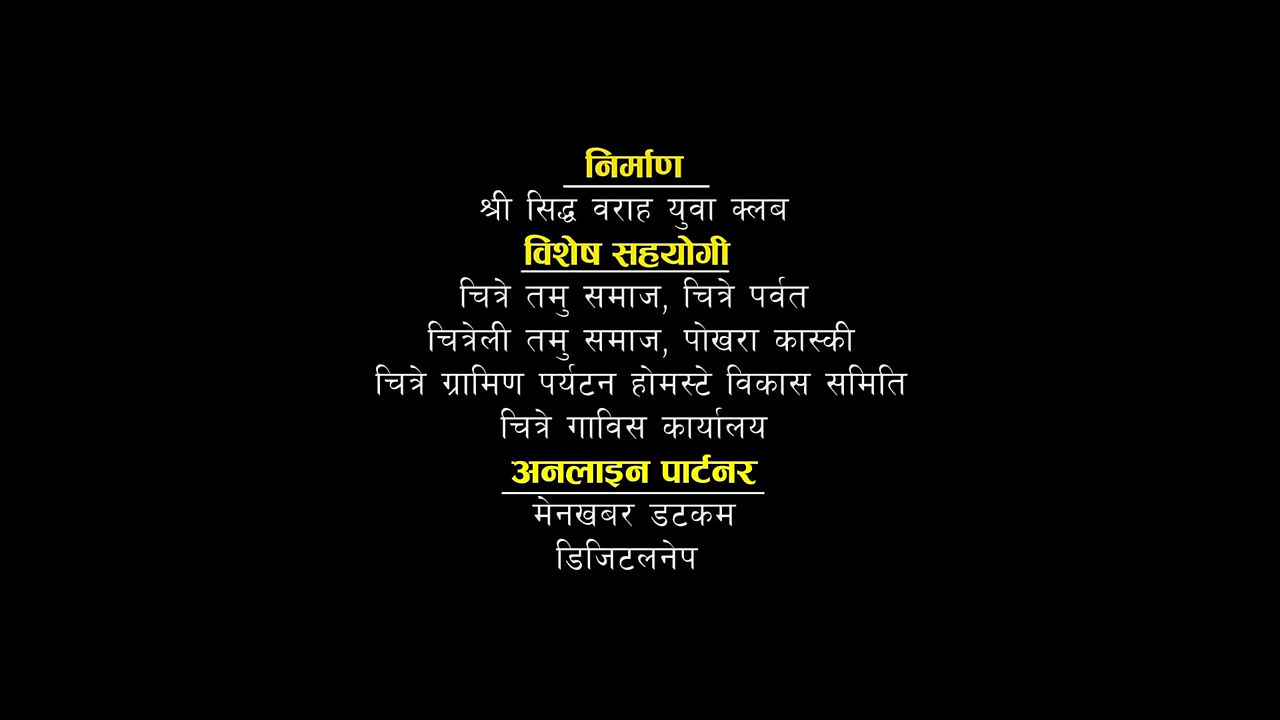 निर्माण
श्री सिद्ध वराह युवा क्लब
विशेष सहयोगी
चित्रे तमु समाज, चित्रे पर्वत
चित्रेली तमु समाज, पोखरा कास्की
चित्रे ग्रामिण पर्यटन होमस्टे विकास समिति
चित्रे गाविस कार्यालय
अनलाइन पार्टनर
मेनखबर डटकम
डिजिटलनेप